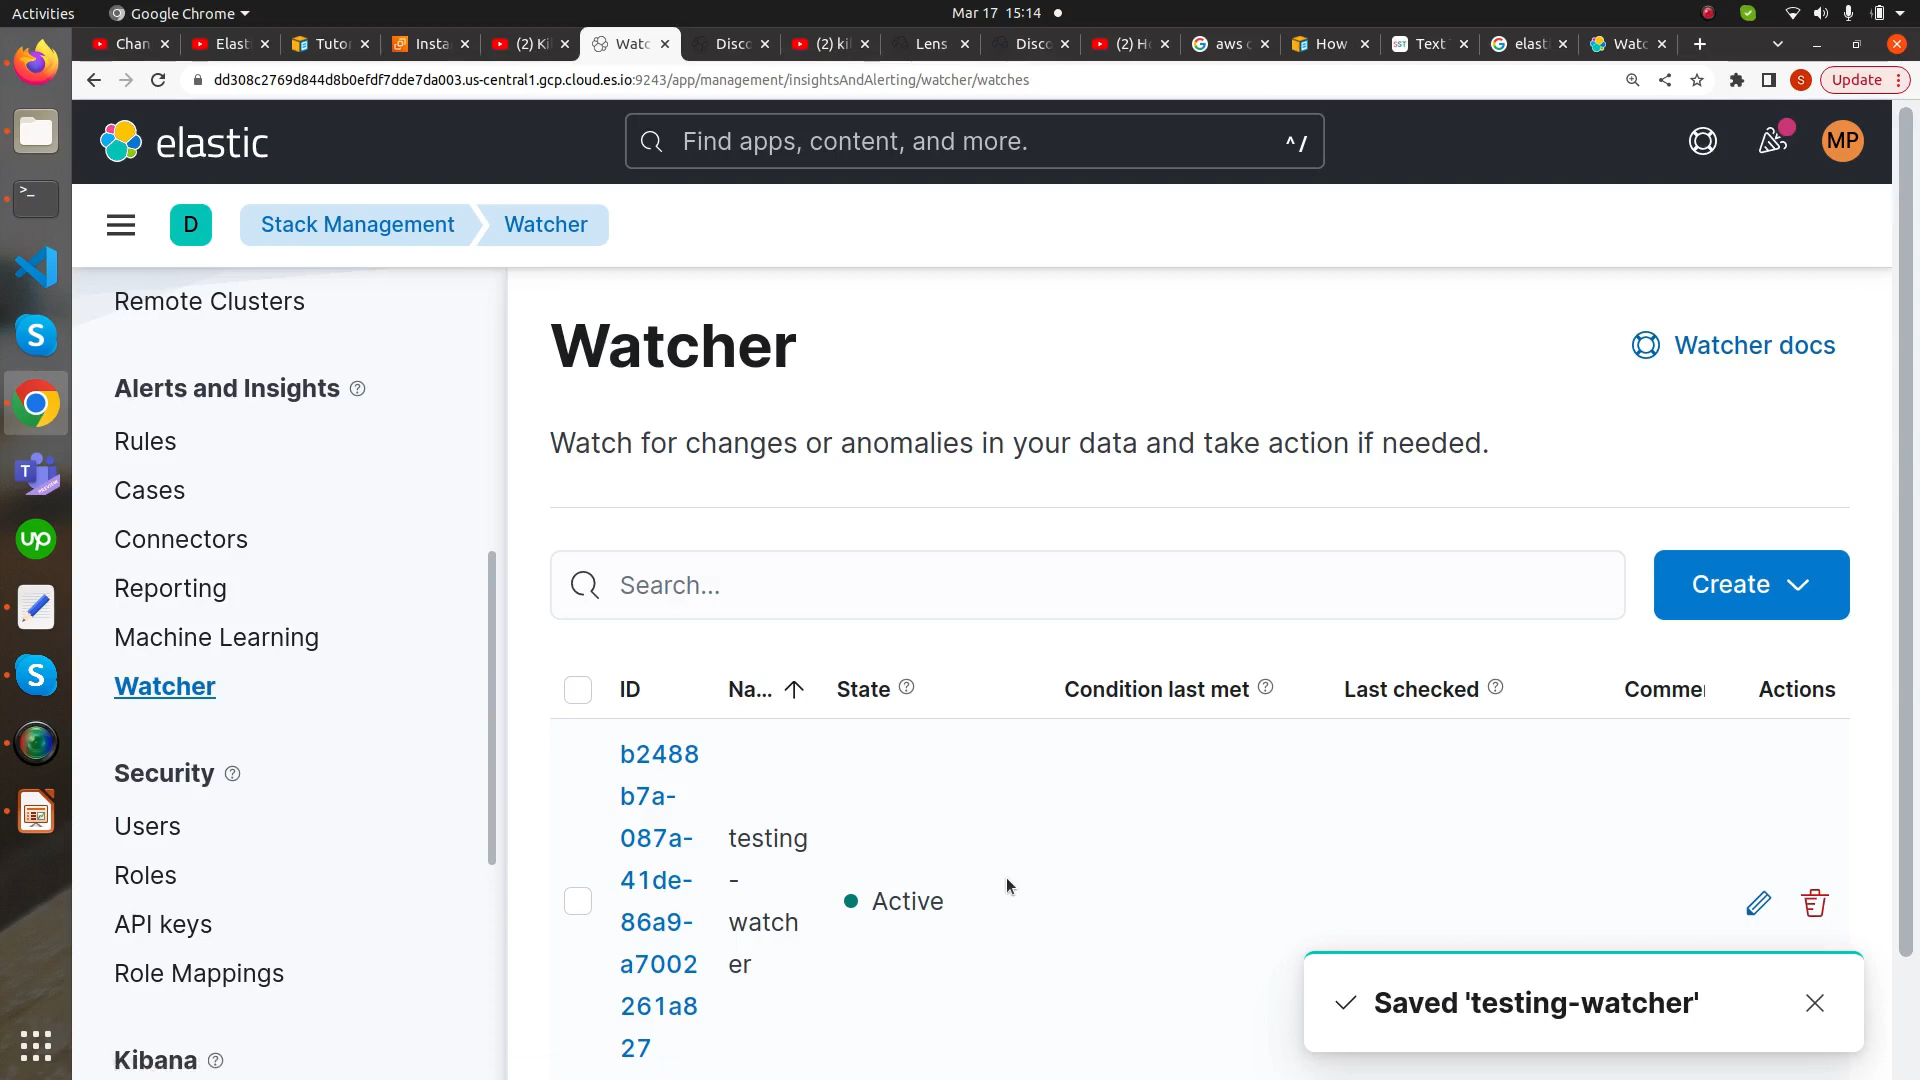 Activities
Google Chrome
Mar 17 15:14
Chan
Elast
Tutor
Insta
(2) Ki
Watc
Disco
(2) kil
Lens
Disco
(2) H
aws c
How
Text
elasti
Watc
dd308c2769d844d8b0efdf7dde7da003.us-central1.gcp.cloud.es.io:9243/app/management/insightsAndAlerting/watcher/watches
S
Update
elastic
Find apps, content, and more.
^ /
MP
D
Stack Management
Watcher
Remote Clusters
Alerts and Insights
Rules
Cases
Connectors
Reporting
Machine Learning
Watcher
Security
Users
Roles
API keys
Role Mappings
Kibana
Watcher
Watcher docs
Watch for changes or anomalies in your data and take action if needed.
Search...
Create
ID
Na...
State
Condition last met
Last checked
Comme
Actions
b2488
b7a-
087a-
41de-
86a9-
a7002
261a8
27
testing
-
watch
er
Active
Saved 'testing-watcher'